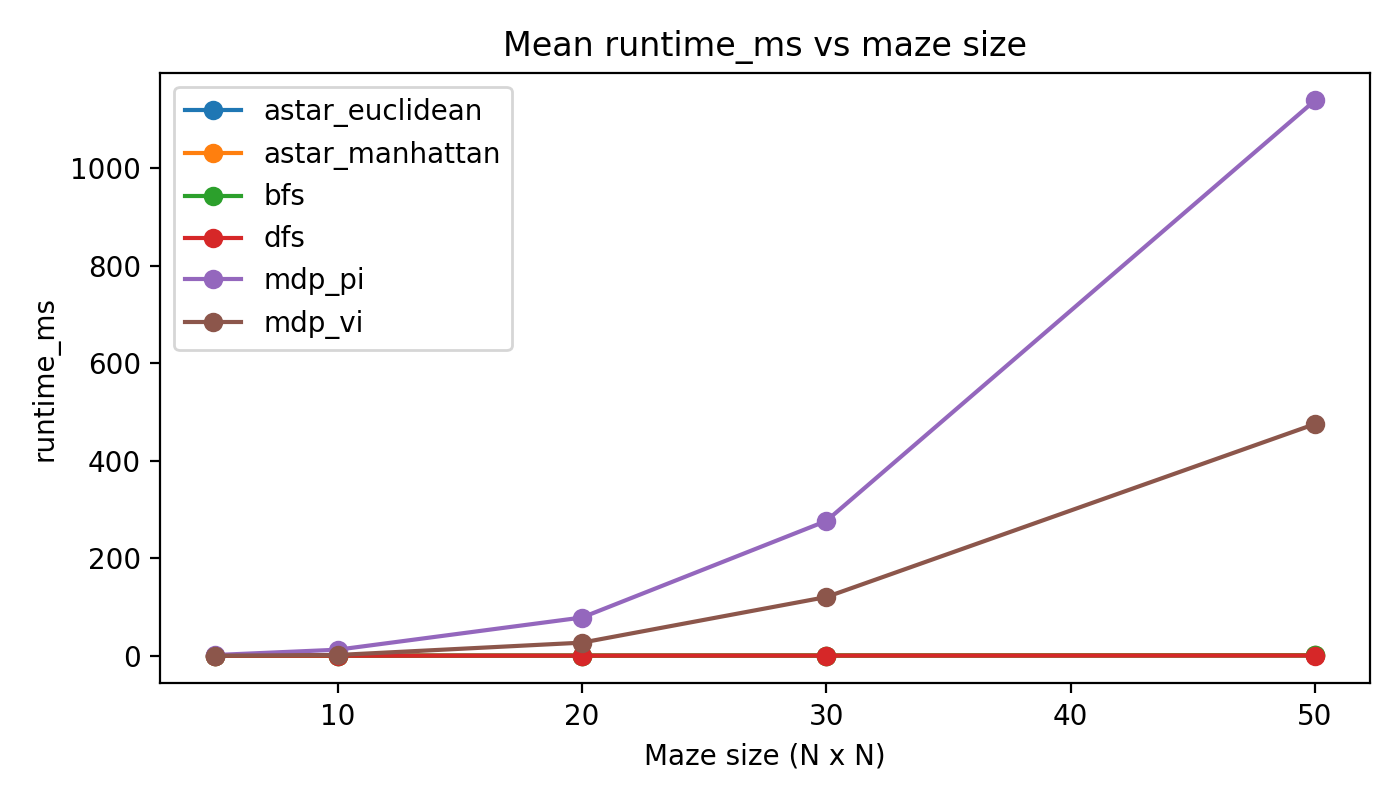 Mean runtime_ms vs maze size
astar_euclidean
astar_manhattan
bfs
dfs
mdp_pi
mdp_vi
runtime_ms
1000
800
600
400
200
0
10
20
30
40
50
Maze size (N x N)